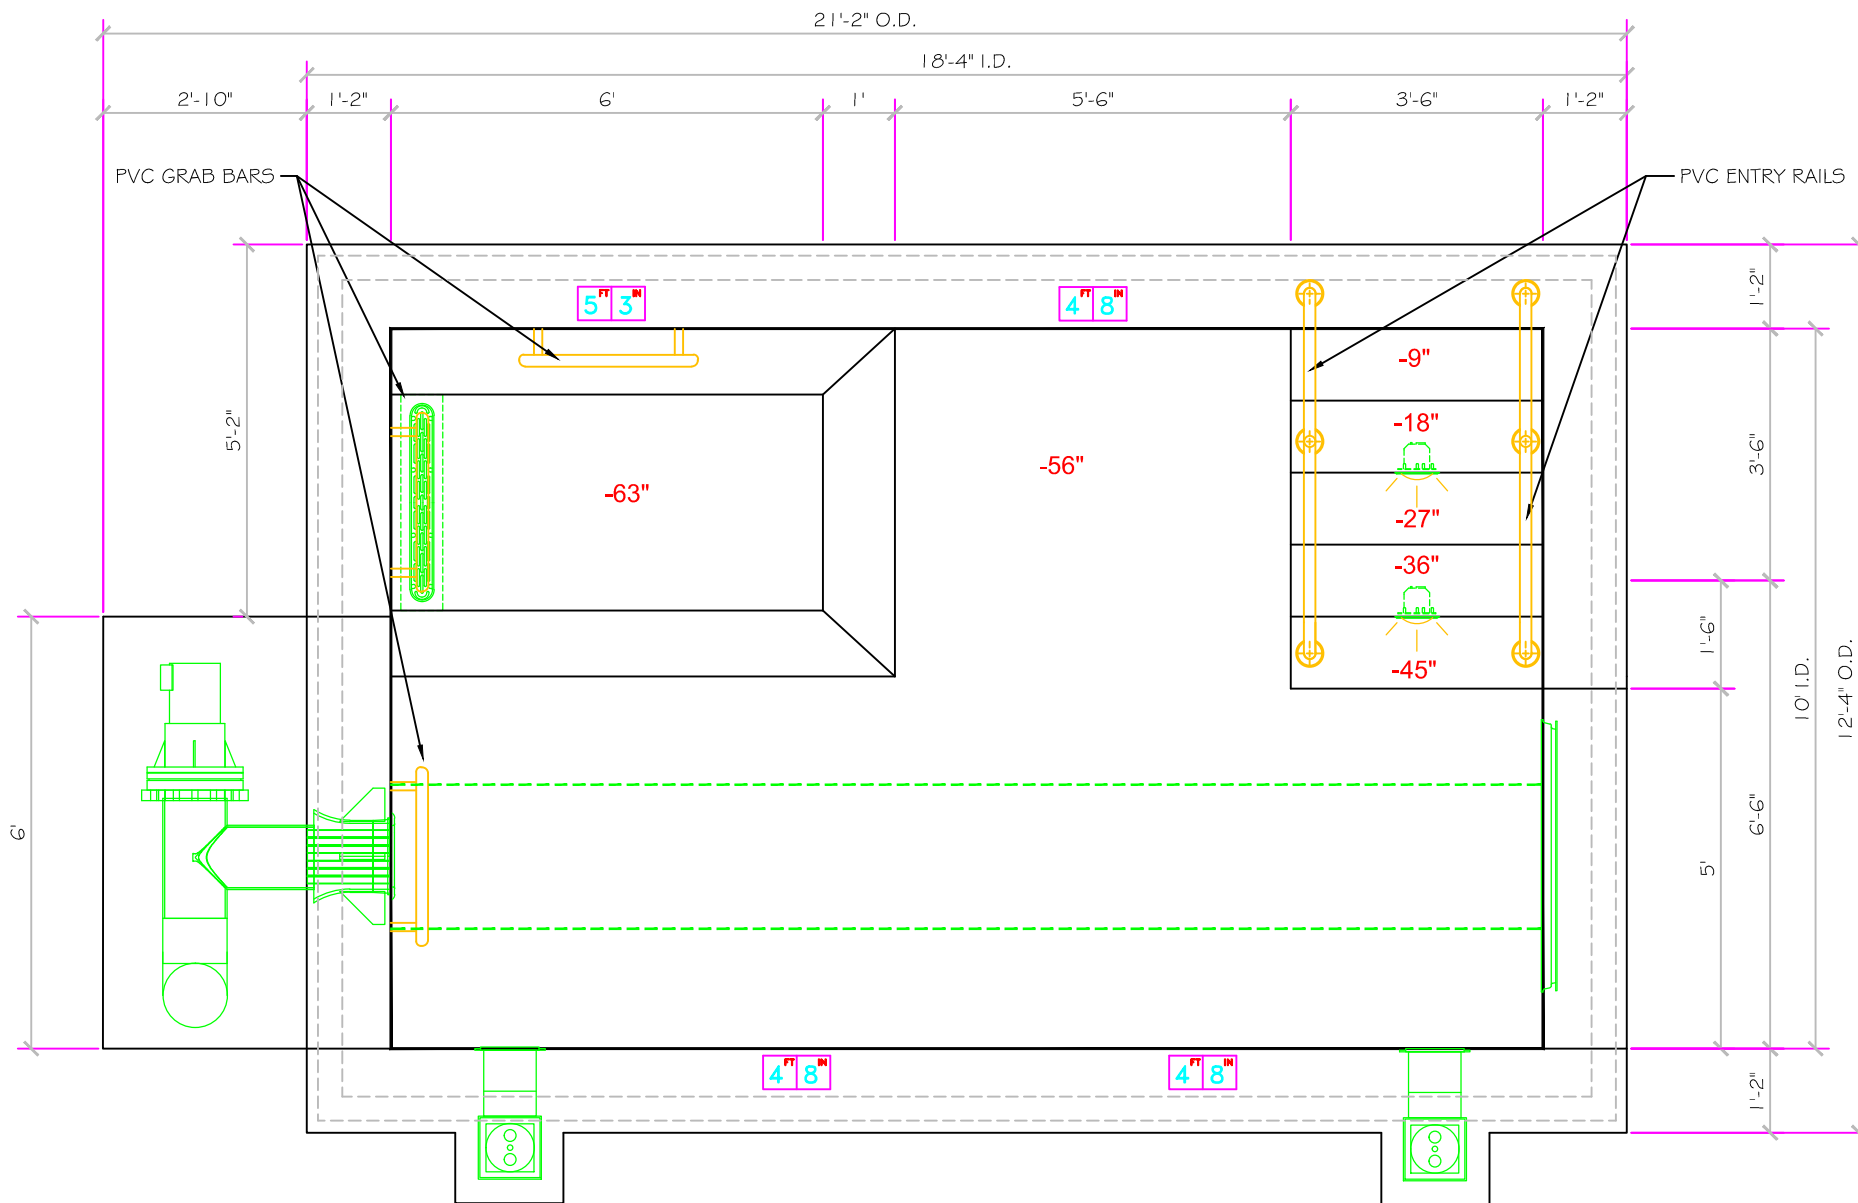 21'-2" O.D.
18'-4" I.D.
2'-10" 1'-2" 6' 1' 5'-6" 3'-6" 1'-2"
PVC GRAB BARS
PVC ENTRY RAILS
5 FT 3 IN
4 FT 8 IN
1'-2"
-9"
-18"
5'-2"
-56"
3'-6"
-63"
-27"
-36"
1'-6"
-45"
10' I.D.
12'-4" O.D.
6'
6'-6"
5'
4 FT 8 IN
4 FT 8 IN
1'-2"